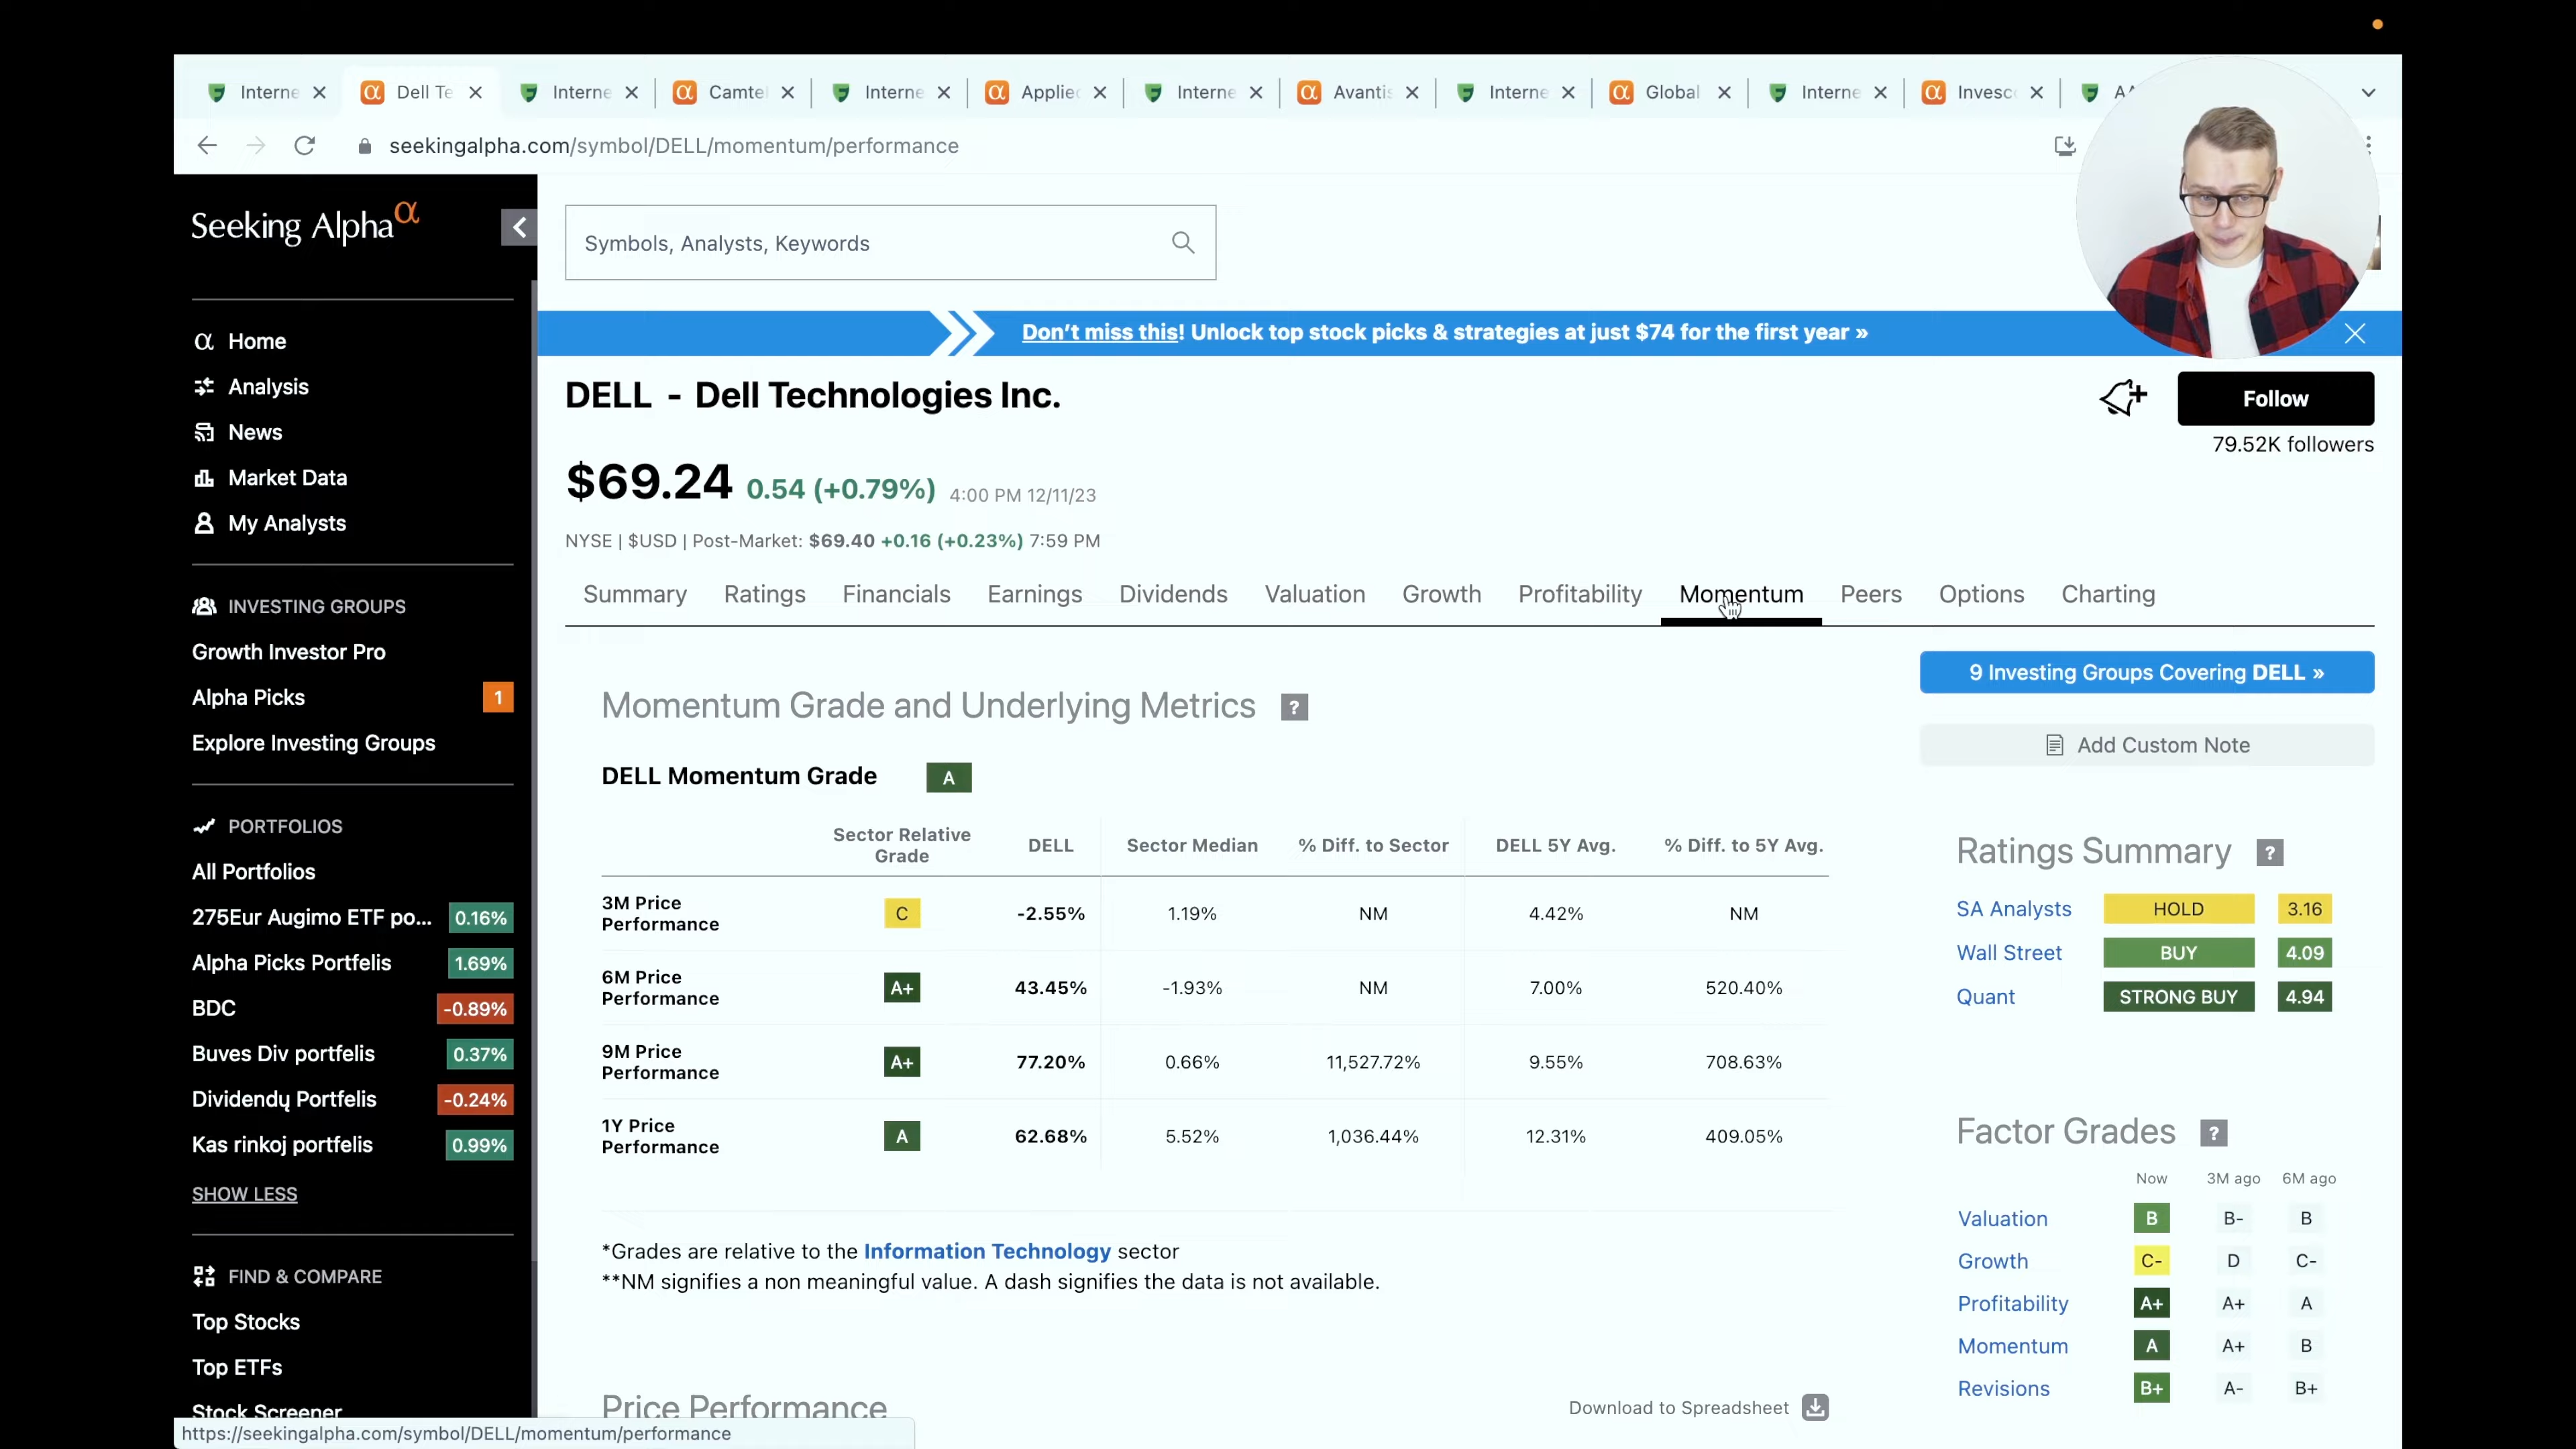 Interne
Dell Te
Interne
Camte
Interne
Applied
Interne
Avantis
Interne
Global
Interne
Invesco
seekingalpha.com/symbol/DELL/momentum/performance
Seeking Alpha α
Home
Analysis
News
Market Data
My Analysts
INVESTING GROUPS
Growth Investor Pro
Alpha Picks 1
Explore Investing Groups
PORTFOLIOS
All Portfolios
275Eur Augimo ETF po... 0.16%
Alpha Picks Portfelis 1.69%
BDC -0.89%
Buves Div portfelis 0.37%
Dividendų Portfelis -0.24%
Kas rinkoj portfelis 0.99%
SHOW LESS
FIND & COMPARE
Top Stocks
Top ETFs
Stock Screener
https://seekingalpha.com/symbol/DELL/momentum/performance
Symbols, Analysts, Keywords
Don't miss this! Unlock top stock picks & strategies at just $74 for the first year »
DELL - Dell Technologies Inc.
Follow
79.52K followers
$69.24 0.54 (+0.79%) 4:00 PM 12/11/23
NYSE | $USD | Post-Market: $69.40 +0.16 (+0.23%) 7:59 PM
Summary Ratings Financials Earnings Dividends Valuation Growth Profitability Momentum Peers Options Charting
Momentum Grade and Underlying Metrics ?
DELL Momentum Grade A
Sector Relative
Grade
DELL Sector Median % Diff. to Sector DELL 5Y Avg. % Diff. to 5Y Avg.
3M Price
Performance
C -2.55% 1.19% NM 4.42% NM
6M Price
Performance
A+ 43.45% -1.93% NM 7.00% 520.40%
9M Price
Performance
A+ 77.20% 0.66% 11,527.72% 9.55% 708.63%
1Y Price
Performance
A 62.68% 5.52% 1,036.44% 12.31% 409.05%
*Grades are relative to the Information Technology sector
**NM signifies a non meaningful value. A dash signifies the data is not available.
Price Performance
Download to Spreadsheet
9 Investing Groups Covering DELL »
Add Custom Note
Ratings Summary ?
SA Analysts HOLD 3.16
Wall Street BUY 4.09
Quant STRONG BUY 4.94
Factor Grades ?
Now 3M ago 6M ago
Valuation B B- B
Growth C- D C-
Profitability A+ A+ A
Momentum A A+ B
Revisions B+ A- B+